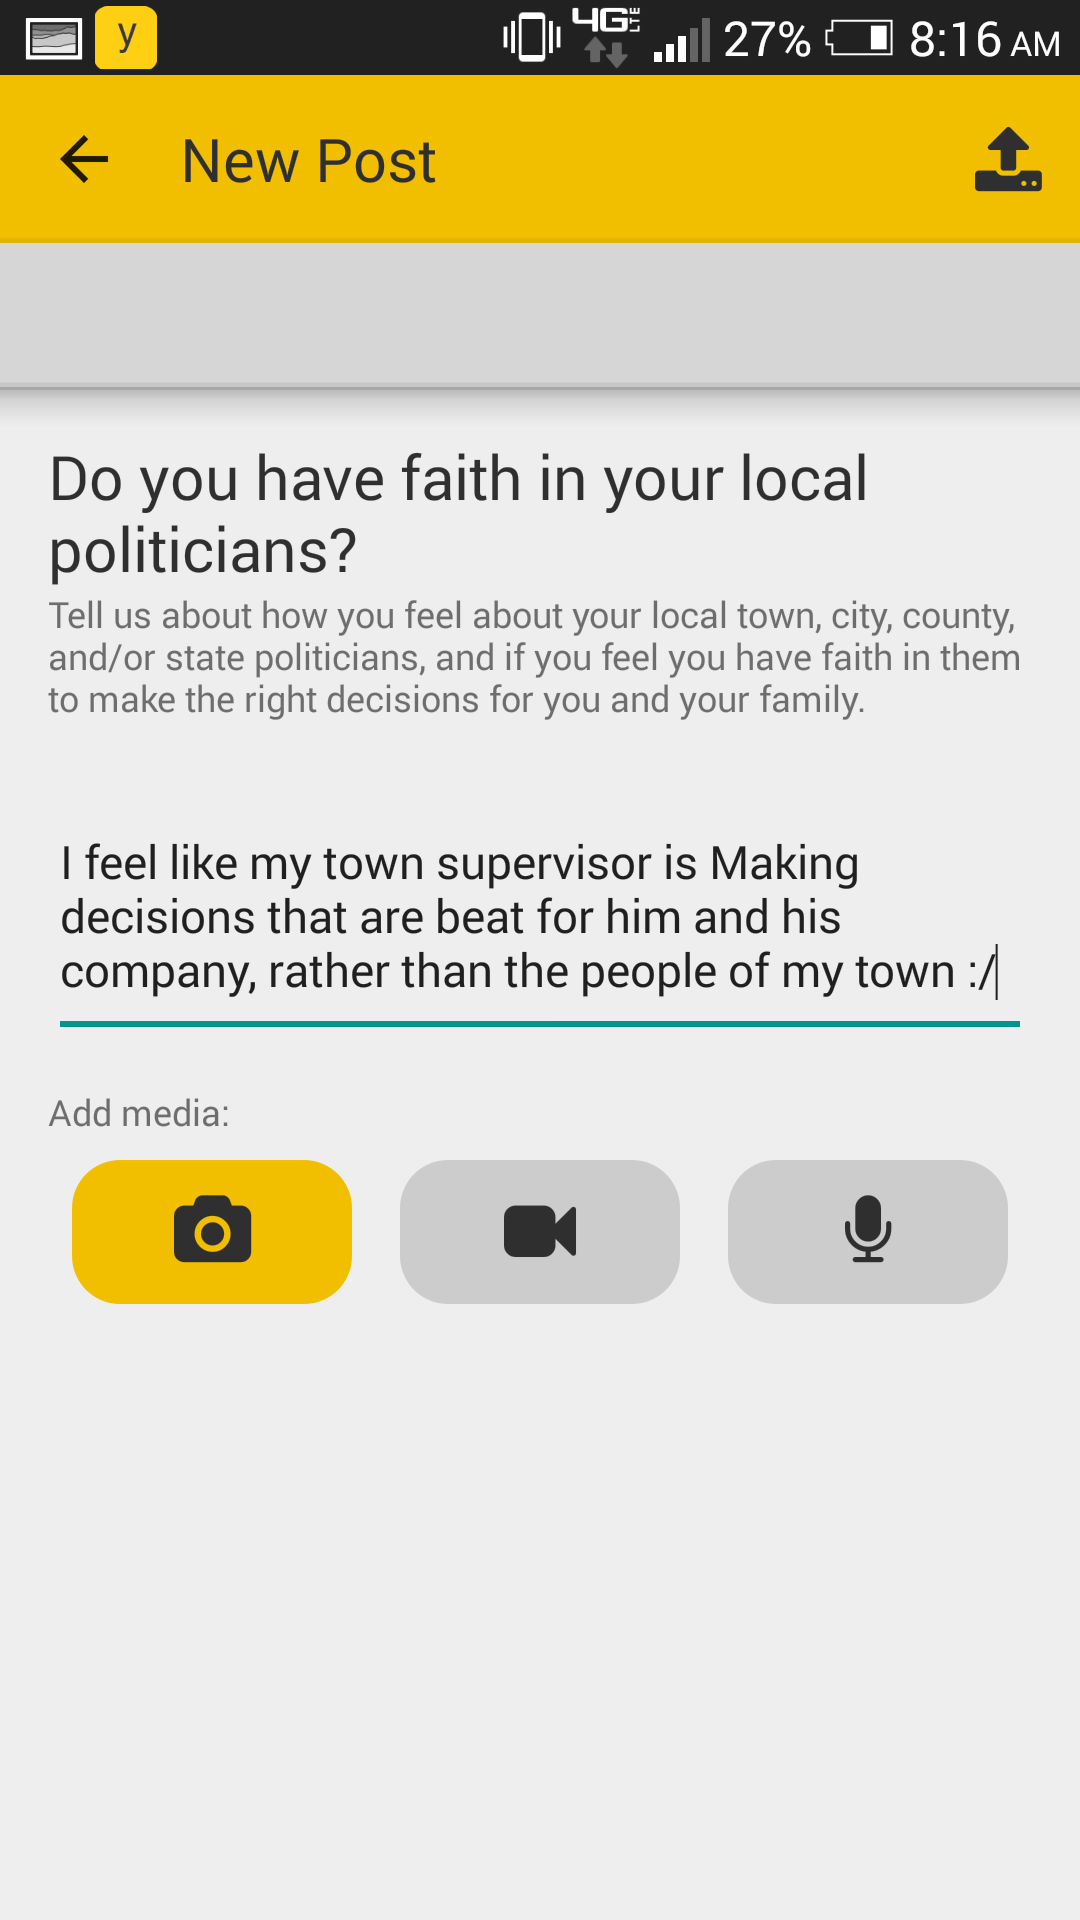 y 4G LTE 27% 8:16 AM
New Post
Do you have faith in your local
politicians?
Tell us about how you feel about your local town, city, county,
and/or state politicians, and if you feel you have faith in them
to make the right decisions for you and your family.
I feel like my town supervisor is Making
decisions that are beat for him and his
company, rather than the people of my town :/
Add media: